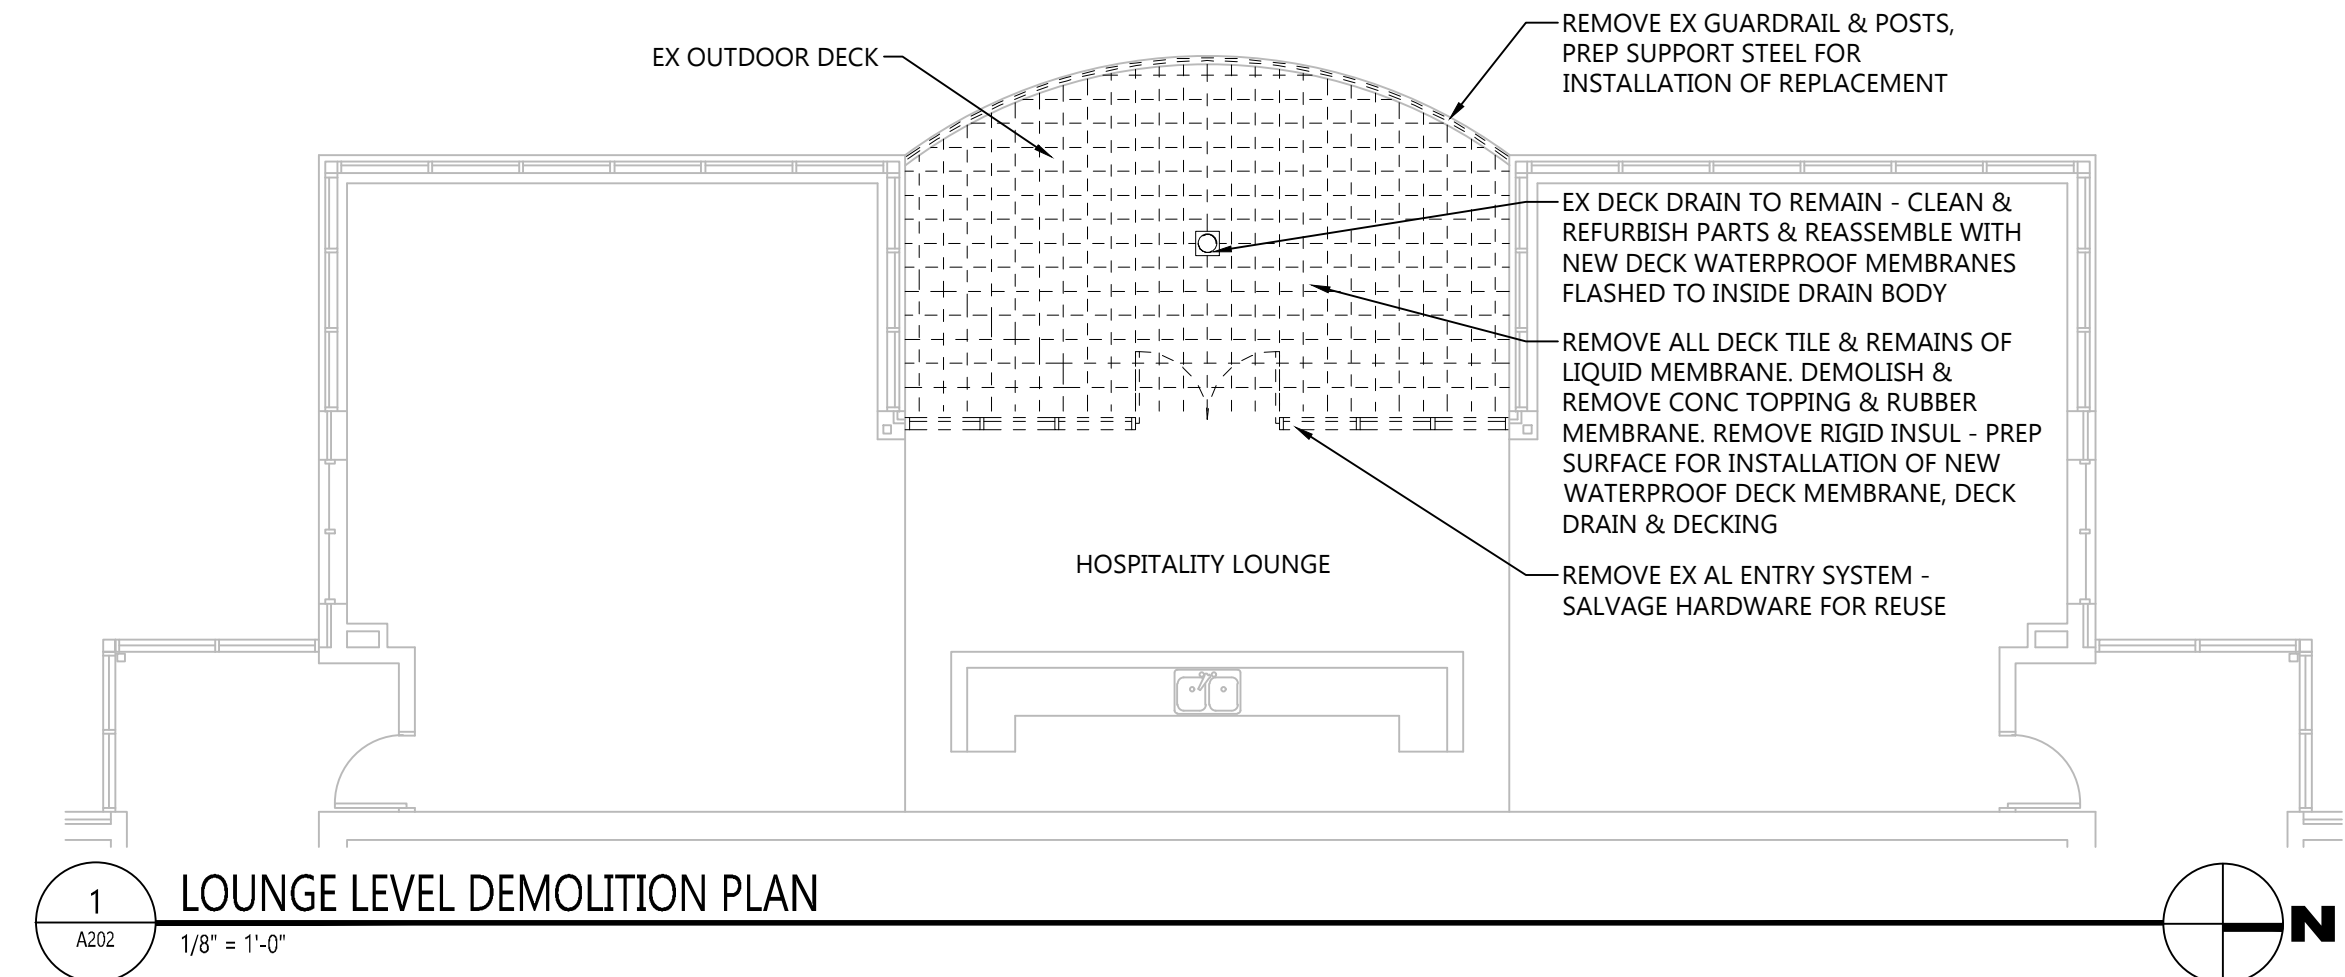 EX OUTDOOR DECK
REMOVE EX GUARDRAIL & POSTS,
PREP SUPPORT STEEL FOR
INSTALLATION OF REPLACEMENT
EX DECK DRAIN TO REMAIN - CLEAN &
REFURBISH PARTS & REASSEMBLE WITH
NEW DECK WATERPROOF MEMBRANES
FLASHED TO INSIDE DRAIN BODY
REMOVE ALL DECK TILE & REMAINS OF
LIQUID MEMBRANE. DEMOLISH &
REMOVE CONC TOPPING & RUBBER
MEMBRANE. REMOVE RIGID INSUL - PREP
SURFACE FOR INSTALLATION OF NEW
WATERPROOF DECK MEMBRANE, DECK
DRAIN & DECKING
HOSPITALITY LOUNGE
REMOVE EX AL ENTRY SYSTEM -
SALVAGE HARDWARE FOR REUSE
1
A202
LOUNGE LEVEL DEMOLITION PLAN
1/8" = 1'-0"
N